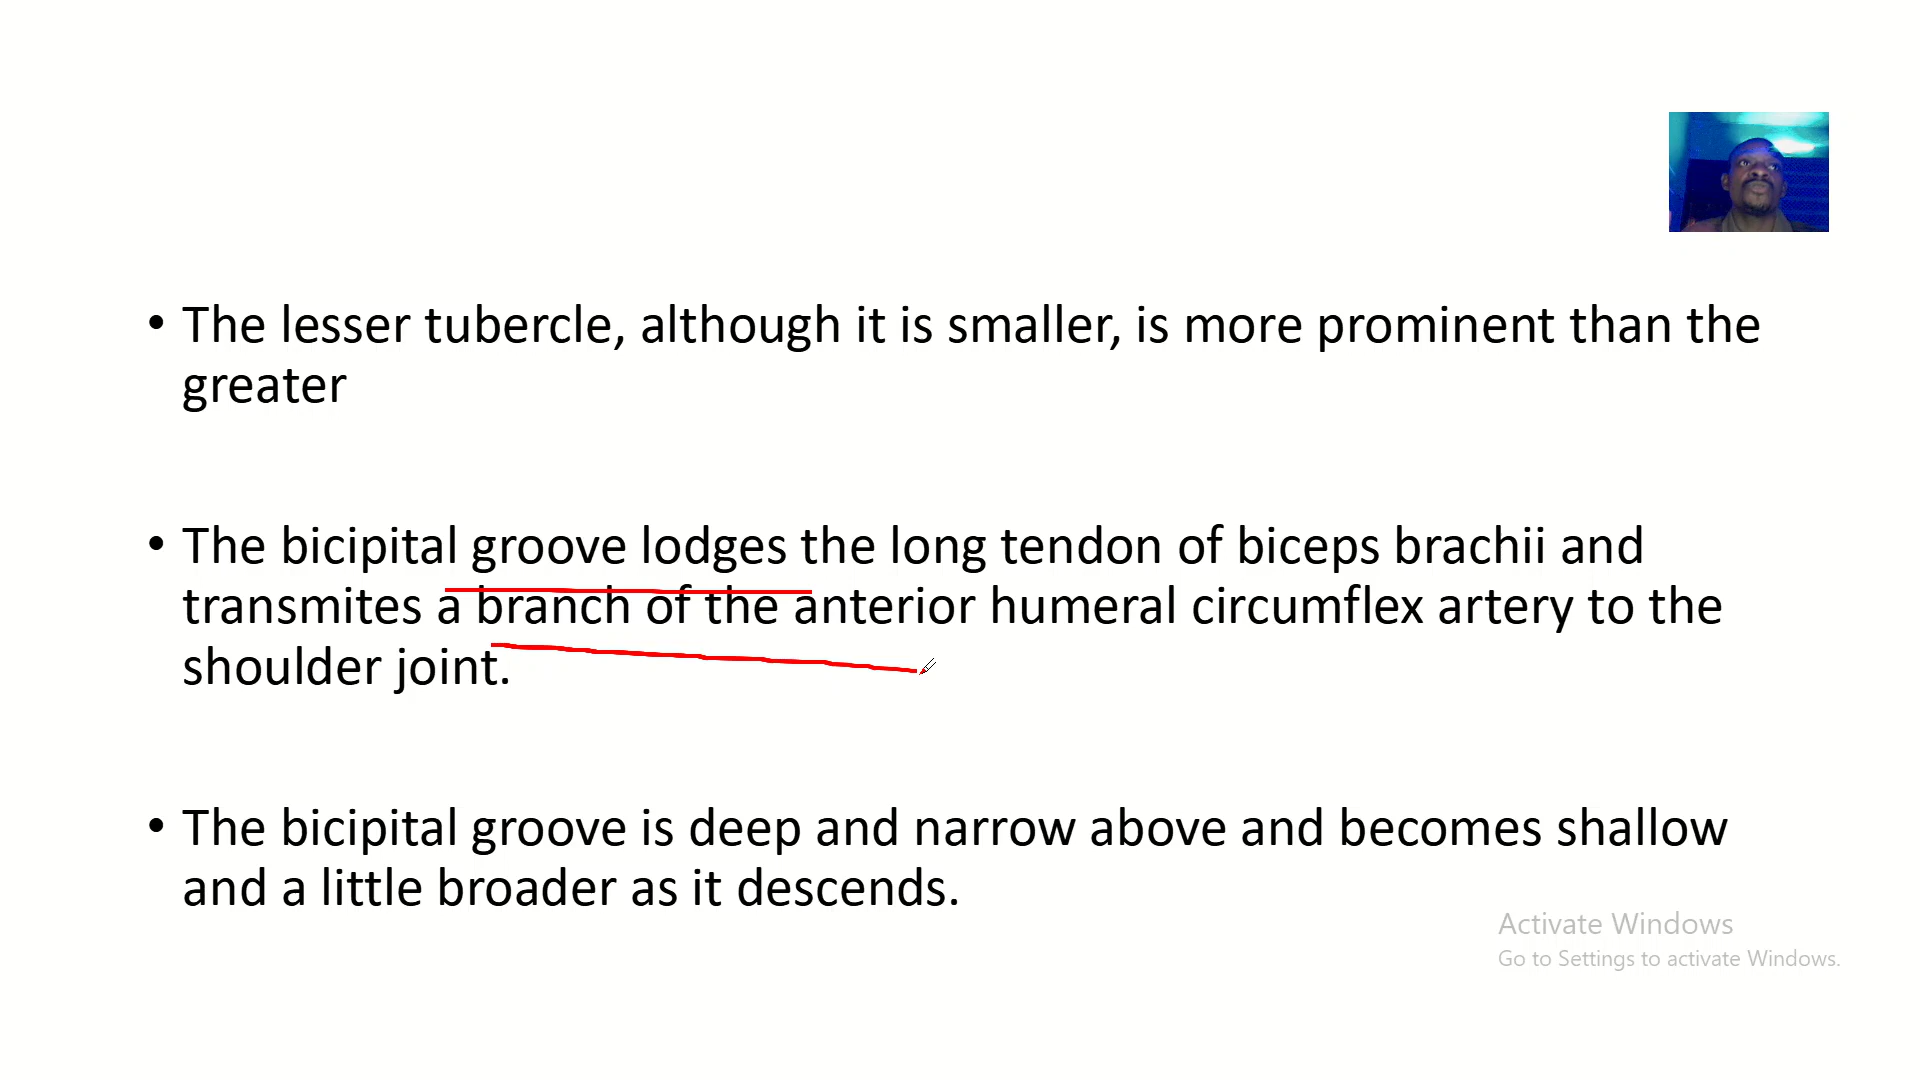 • The lesser tubercle, although it is smaller, is more prominent than the
greater
• The bicipital groove lodges the long tendon of biceps brachii and
transmites a branch of the anterior humeral circumflex artery to the
shoulder joint.
• The bicipital groove is deep and narrow above and becomes shallow
and a little broader as it descends.
Activate Windows
Go to Settings to activate Windows.